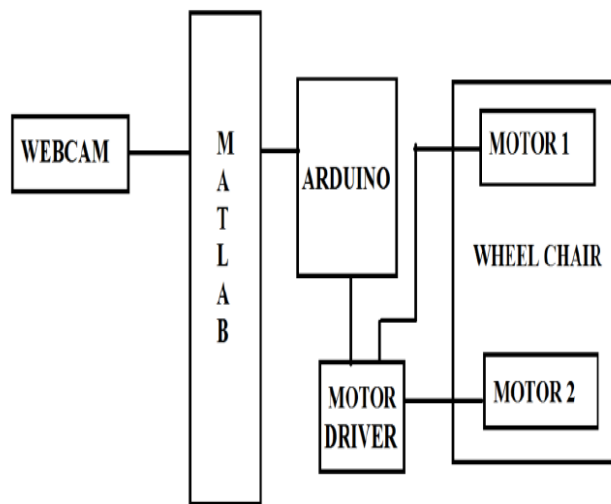 WEBCAM
M
A
T
L
A
B
ARDUINO
MOTOR 1
WHEEL CHAIR
MOTOR
DRIVER
MOTOR 2